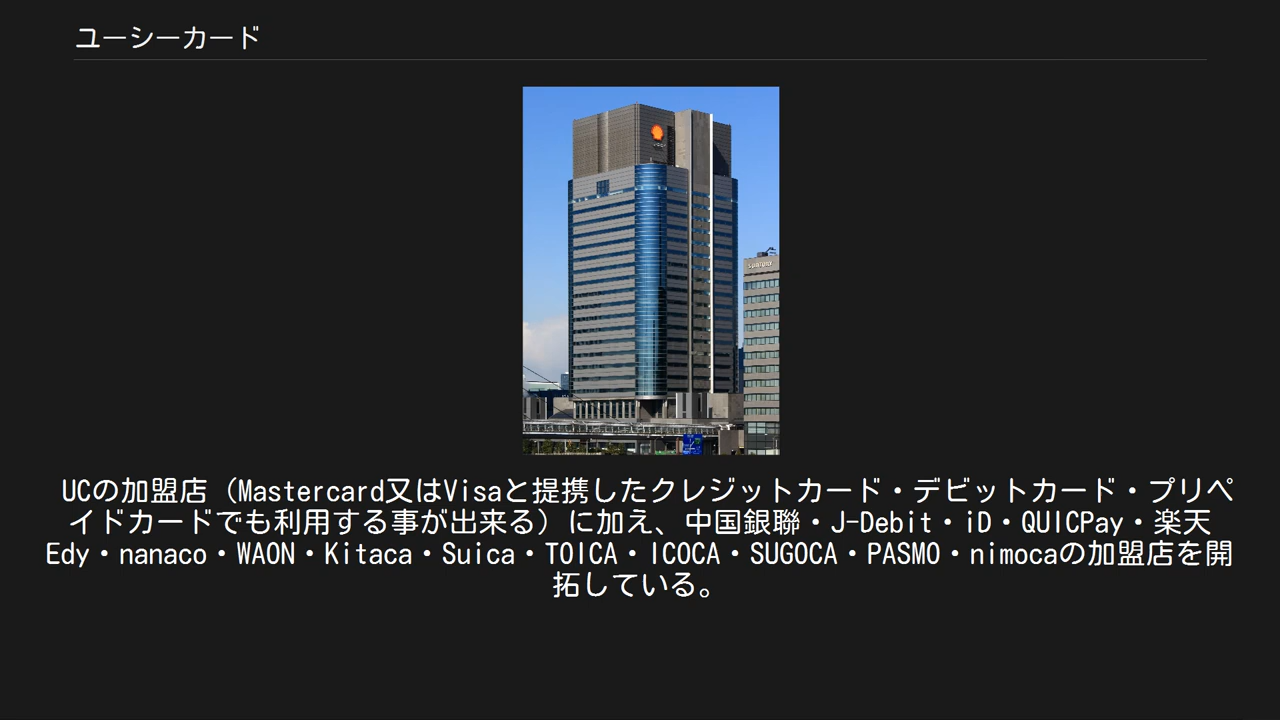 ユーシーカード
SUNTORY
UCの加盟店（Mastercard又はVisaと提携したクレジットカード・デビットカード・プリペ
イドカードでも利用する事が出来る）に加え、中国銀聯・J-Debit・iD・QUICPay・楽天
Edy・nanaco・WAON・Kitaca・Suica・TOICA・ICOCA・SUGOCA・PASMO・nimocaの加盟店を開
拓している。